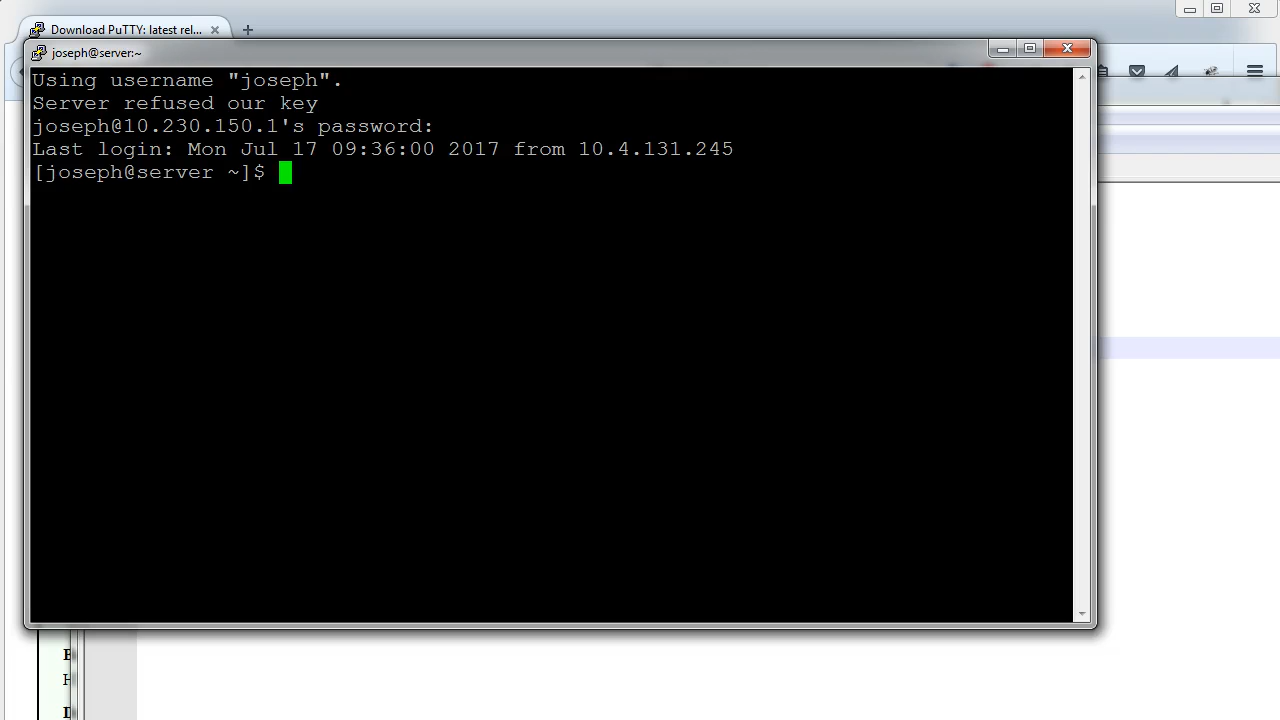 Download PuTTY: latest rel...
joseph@server:~
Using username "joseph".
Server refused our key
joseph@10.230.150.1's password:
Last login: Mon Jul 17 09:36:00 2017 from 10.4.131.245
[joseph@server ~]$